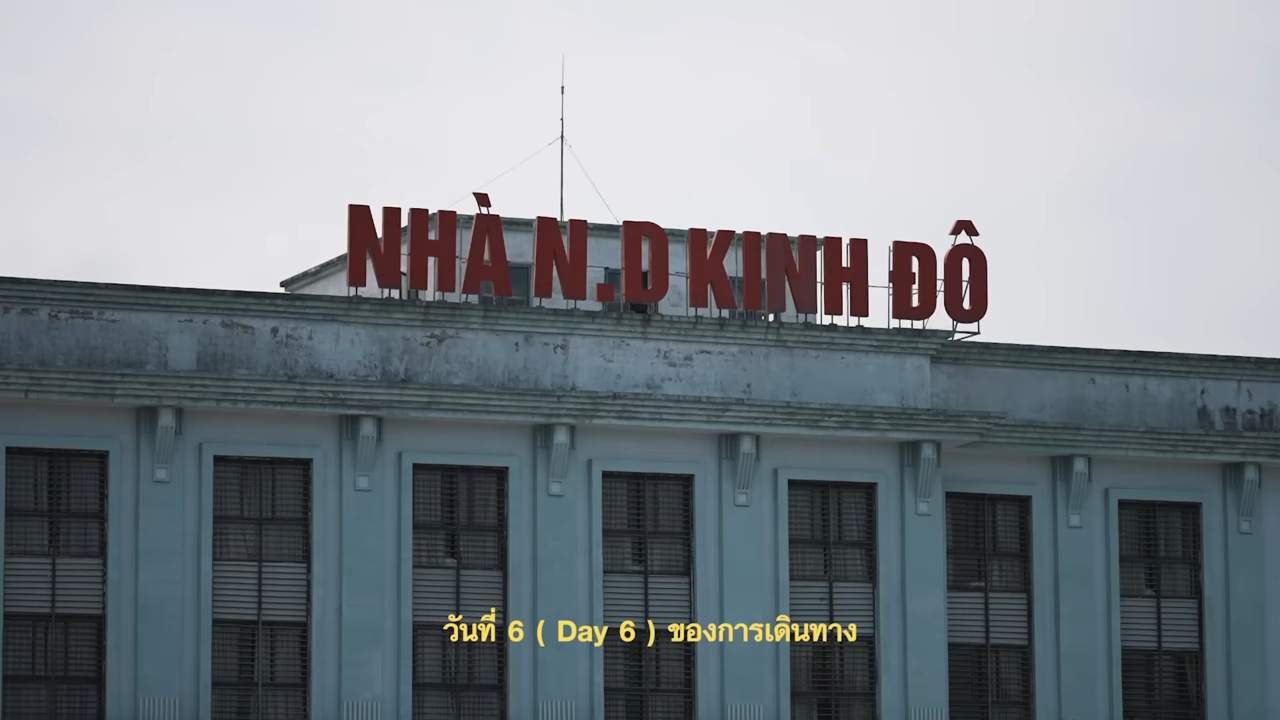 NHÀ N.D KINH ĐÔ
วันที่ 6 ( Day 6 ) ของการเดินทาง